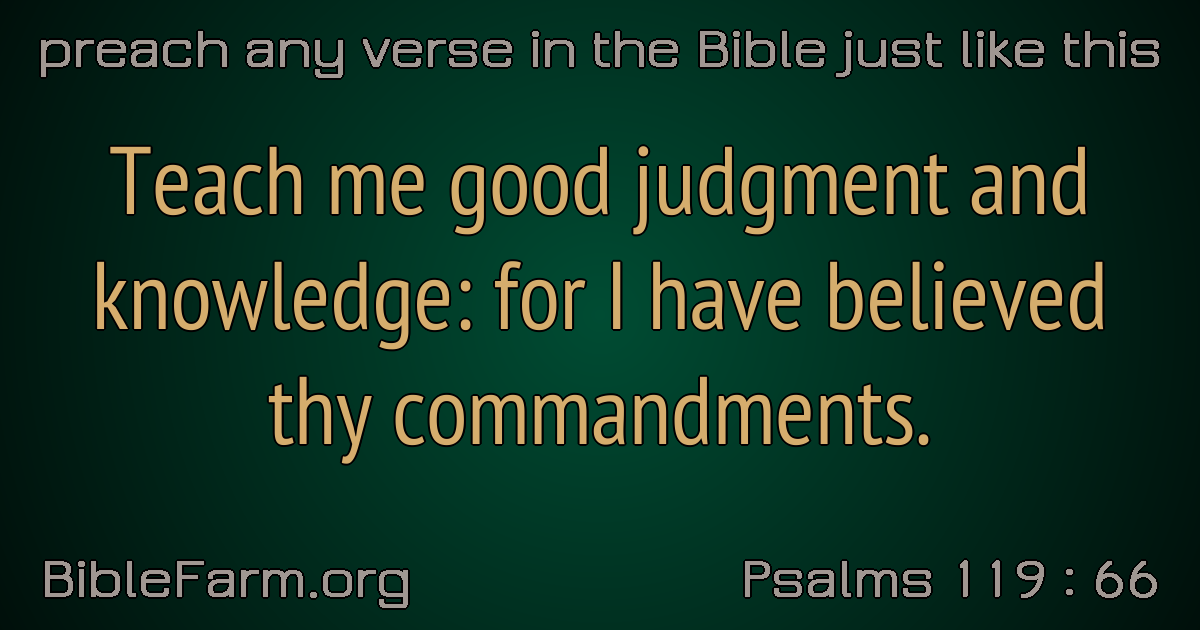 preach any verse in the Bible just like this
Teach me good judgment and
knowledge: for I have believed
thy commandments.
BibleFarm.org
Psalms 119 : 66